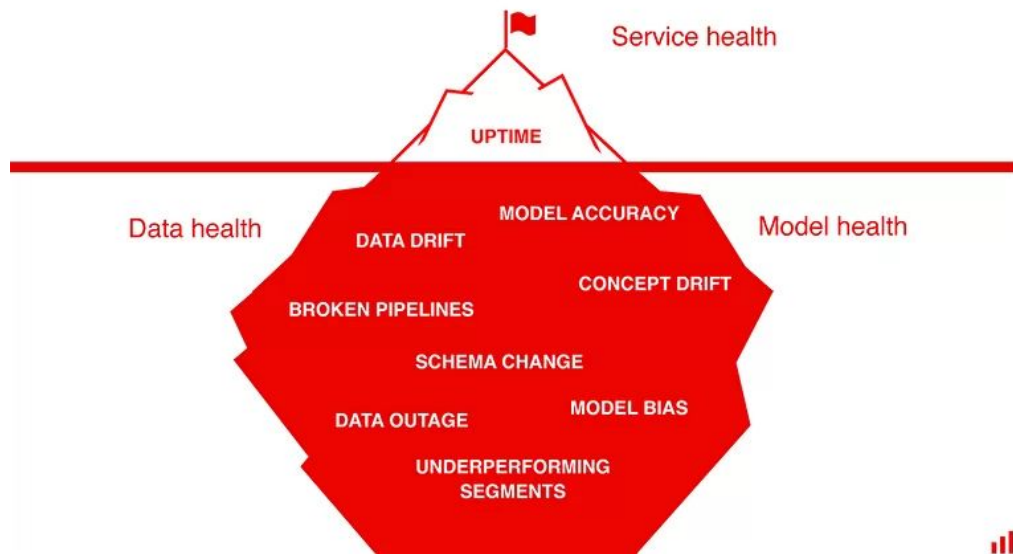 Service health
UPTIME
Data health
MODEL ACCURACY
Model health
DATA DRIFT
CONCEPT DRIFT
BROKEN PIPELINES
SCHEMA CHANGE
MODEL BIAS
DATA OUTAGE
UNDERPERFORMING
SEGMENTS